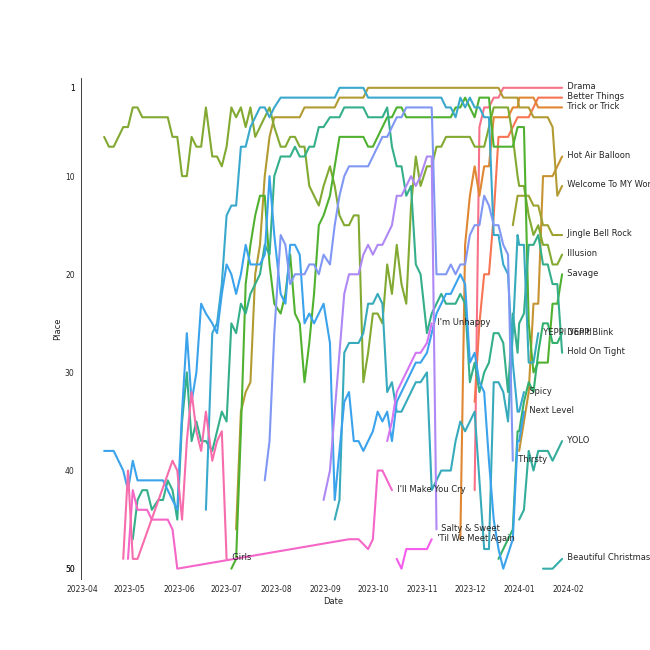 1
Drama
Better Things
Trick or Trick
Hot Air Balloon
10
Welcome To MY Wor
Jingle Bell Rock
Illusion
20
Savage
I'm Unhappy
Place
YEPPI YEPPI
Blink
Hold On Tight
30
Spicy
Next Level
YOLO
Thirsty
40
I'll Make You Cry
Salty & Sweet
'Til We Meet Again
Girls
Beautiful Christmas
50
2023-04
2023-05
2023-06
2023-07
2023-08
2023-09
2023-10
2023-11
2023-12
2024-01
2024-02
Date